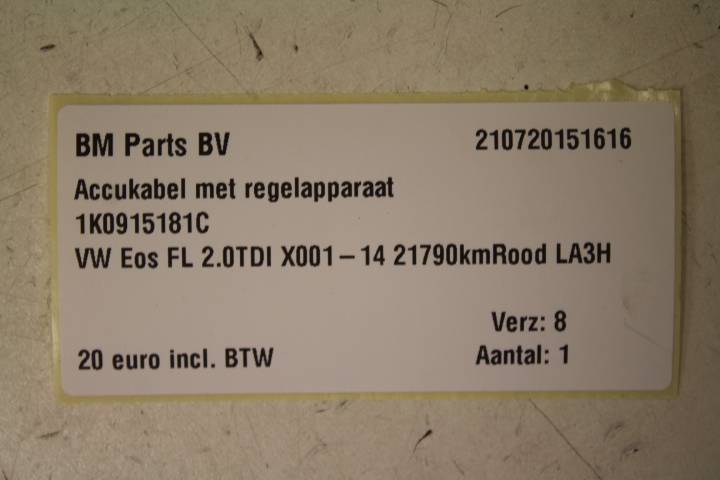 BM Parts BV 210720151616
Accukabel met regelapparaat
1K0915181C
VW Eos FL 2.0TDI X001-14 21790kmRood LA3H
Verz: 8
20 euro incl. BTW Aantal: 1